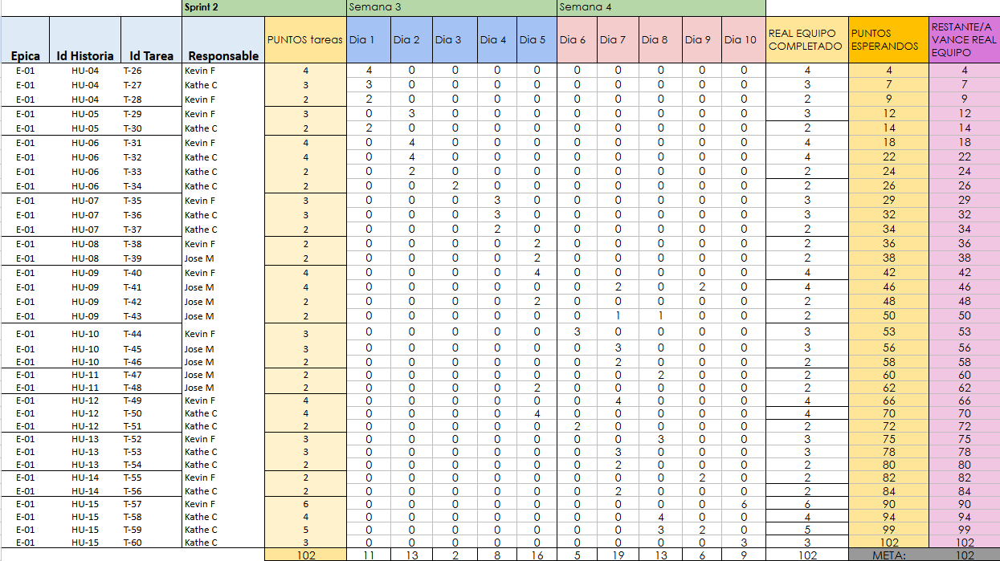 Sprint 2 Semana 3 Semana 4
Epica Id Historia Id Tarea Responsable PUNTOS tareas Dia 1 Dia 2 Dia 3 Dia 4 Dia 5 Dia 6 Dia 7 Dia 8 Dia 9 Dia 10 REAL EQUIPO COMPLETADO PUNTOS ESPERANDOS RESTANTE/A VANCE REAL EQUIPO
E-01 HU-04 T-26 Kevin F 4 4 0 0 0 0 0 0 0 0 0 4 4 4
E-01 HU-04 T-27 Kathe C 3 3 0 0 0 0 0 0 0 0 0 3 7 7
E-01 HU-04 T-28 Kevin F 2 2 0 0 0 0 0 0 0 0 0 2 9 9
E-01 HU-05 T-29 Kevin F 3 0 3 0 0 0 0 0 0 0 0 3 12 12
E-01 HU-05 T-30 Kathe C 2 2 0 0 0 0 0 0 0 0 0 2 14 14
E-01 HU-06 T-31 Kevin F 4 0 4 0 0 0 0 0 0 0 0 4 18 18
E-01 HU-06 T-32 Kathe C 4 0 4 0 0 0 0 0 0 0 0 4 22 22
E-01 HU-06 T-33 Kathe C 2 0 2 0 0 0 0 0 0 0 0 2 24 24
E-01 HU-06 T-34 Kathe C 2 0 0 2 0 0 0 0 0 0 0 2 26 26
E-01 HU-07 T-35 Kevin F 3 0 0 0 3 0 0 0 0 0 0 3 29 29
E-01 HU-07 T-36 Kathe C 3 0 0 0 3 0 0 0 0 0 0 3 32 32
E-01 HU-07 T-37 Kathe C 2 0 0 0 2 0 0 0 0 0 0 2 34 34
E-01 HU-08 T-38 Kevin F 2 0 0 0 0 2 0 0 0 0 0 2 36 36
E-01 HU-08 T-39 Jose M 2 0 0 0 0 2 0 0 0 0 0 2 38 38
E-01 HU-09 T-40 Kevin F 4 0 0 0 0 4 0 0 0 0 0 4 42 42
E-01 HU-09 T-41 Jose M 4 0 0 0 0 0 0 2 0 2 0 4 46 46
E-01 HU-09 T-42 Jose M 2 0 0 0 0 2 0 0 0 0 0 2 48 48
E-01 HU-09 T-43 Jose M 2 0 0 0 0 0 0 1 1 0 0 2 50 50
E-01 HU-10 T-44 Kevin F 3 0 0 0 0 0 3 0 0 0 0 3 53 53
E-01 HU-10 T-45 Jose M 3 0 0 0 0 0 0 3 0 0 0 3 56 56
E-01 HU-10 T-46 Jose M 2 0 0 0 0 0 0 2 0 0 0 2 58 58
E-01 HU-11 T-47 Jose M 2 0 0 0 0 0 0 0 2 0 0 2 60 60
E-01 HU-11 T-48 Jose M 2 0 0 0 0 2 0 0 0 0 0 2 62 62
E-01 HU-12 T-49 Kevin F 4 0 0 0 0 0 0 4 0 0 0 4 66 66
E-01 HU-12 T-50 Kathe C 4 0 0 0 0 4 0 0 0 0 0 4 70 70
E-01 HU-12 T-51 Kathe C 2 0 0 0 0 0 2 0 0 0 0 2 72 72
E-01 HU-13 T-52 Kevin F 3 0 0 0 0 0 0 0 3 0 0 3 75 75
E-01 HU-13 T-53 Kathe C 3 0 0 0 0 0 0 3 0 0 0 3 78 78
E-01 HU-13 T-54 Kathe C 2 0 0 0 0 0 0 2 0 0 0 2 80 80
E-01 HU-14 T-55 Kevin F 2 0 0 0 0 0 0 0 0 2 0 2 82 82
E-01 HU-14 T-56 Kathe C 2 0 0 0 0 0 0 2 0 0 0 2 84 84
E-01 HU-15 T-57 Kevin F 6 0 0 0 0 0 0 0 0 0 6 6 90 90
E-01 HU-15 T-58 Kathe C 4 0 0 0 0 0 0 0 4 0 0 4 94 94
E-01 HU-15 T-59 Kathe C 5 0 0 0 0 0 0 0 3 2 0 5 99 99
E-01 HU-15 T-60 Kathe C 3 0 0 0 0 0 0 0 0 0 3 3 102 102
102 11 13 2 8 16 5 19 13 6 9 102 META: 102